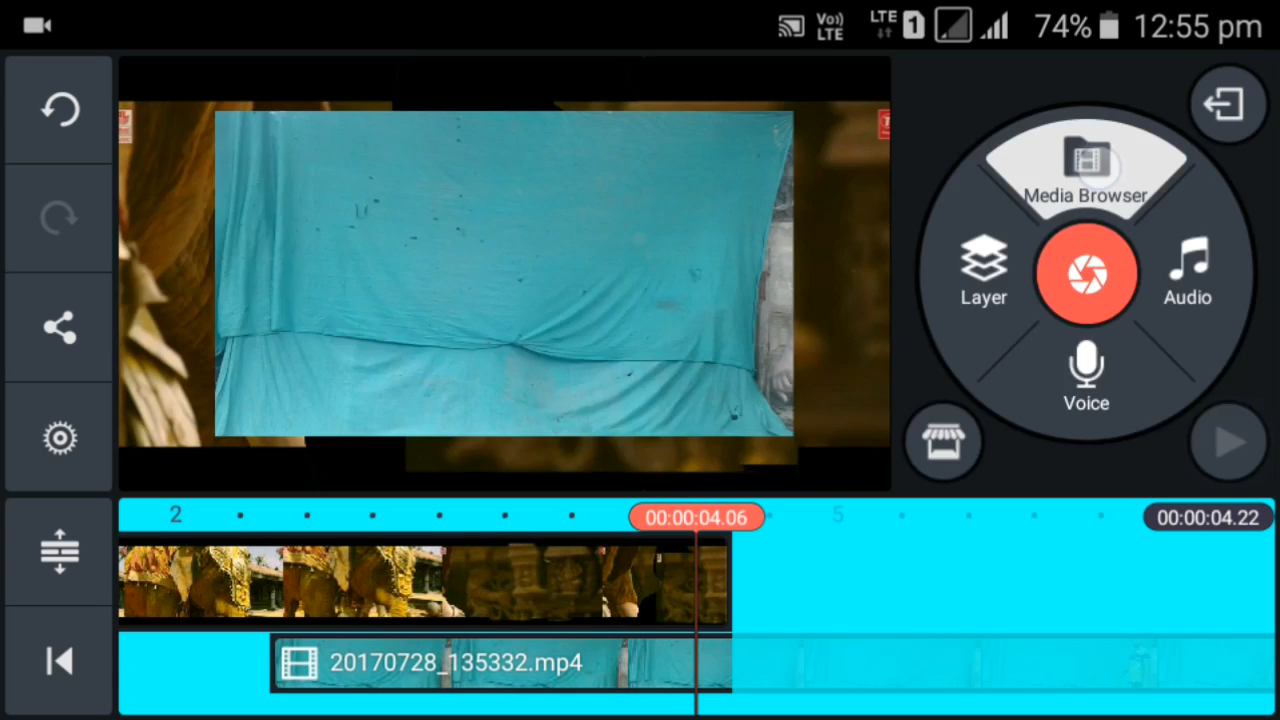 Vo))
LTE
LTE
1
74%
12:55 pm
Media Browser
Layer
Audio
Voice
2
00:00:04.06
5
00:00:04.22
20170728_135332.mp4